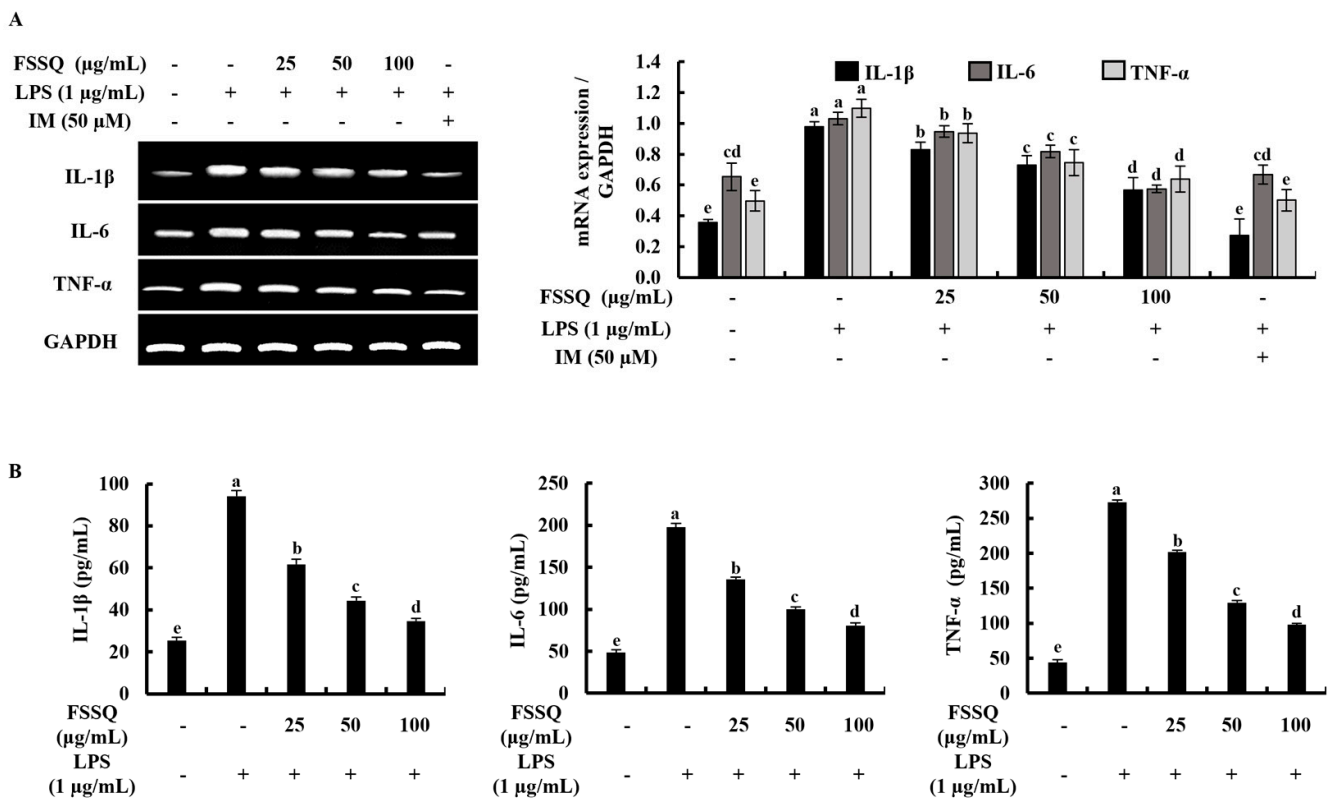 A
FSSQ (μg/mL) - - 25 50 100 -
LPS (1 μg/mL) - + + + + +
IM (50 μM) - - - - - +
IL-1β
IL-6
TNF-α
GAPDH
mRNA expression /
GAPDH
1.4
1.2
1.0
0.8
0.6
0.4
0.2
0.0
IL-1β IL-6 TNF-α
e cd e a a a b b b c c c d d d e cd e
FSSQ (μg/mL) - - 25 50 100 -
LPS (1 μg/mL) - + + + + +
IM (50 μM) - - - - - +
B
IL-1β (pg/mL)
100
80
60
40
20
0
e a b c d
FSSQ
(μg/mL) - - 25 50 100
LPS
(1 μg/mL) - + + + +
IL-6 (pg/mL)
250
200
150
100
50
0
e a b c d
FSSQ
(μg/mL) - - 25 50 100
LPS
(1 μg/mL) - + + + +
TNF-α (pg/mL)
300
250
200
150
100
50
0
e a b c d
FSSQ
(μg/mL) - - 25 50 100
LPS
(1 μg/mL) - + + + +